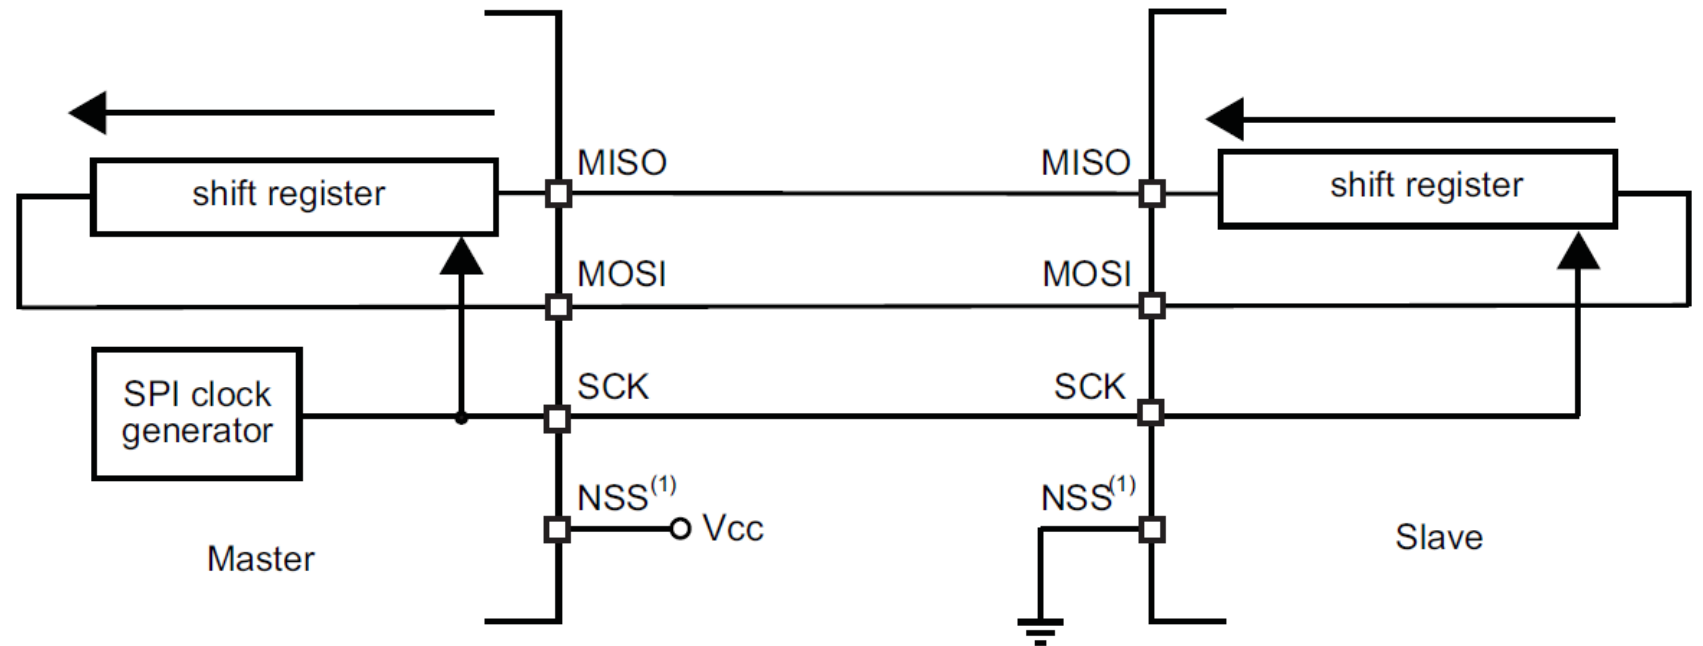 MISO
MISO
shift register
shift register
MOSI
MOSI
SPI clock
generator
SCK
SCK
NSS(1)
Vcc
NSS(1)
Master
Slave